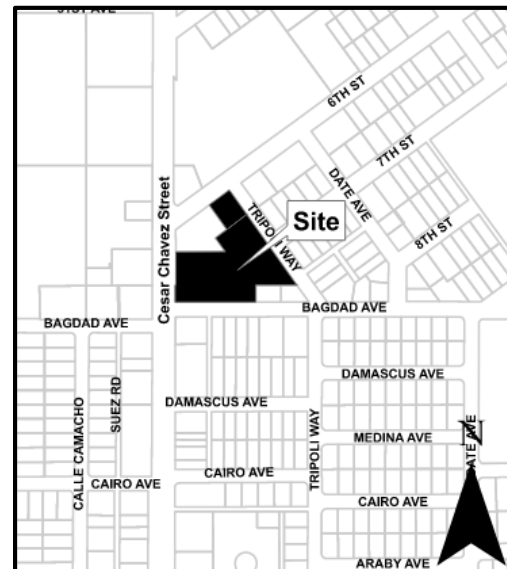 6TH ST
7TH ST
DATE AVE
8TH ST
TRIPOLI WAY
Site
Cesar Chavez Street
BAGDAD AVE
BAGDAD AVE
SUEZ RD
CALLE CAMACHO
DAMASCUS AVE
DAMASCUS AVE
TRIPOLI WAY
MEDINA AVE
N
CAIRO AVE
CAIRO AVE
CAIRO AVE
ARABY AVE